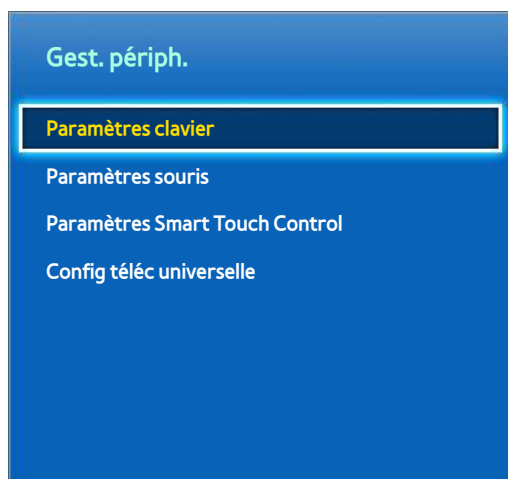 Gest. périph.
Paramètres clavier
Paramètres souris
Paramètres Smart Touch Control
Config téléc universelle